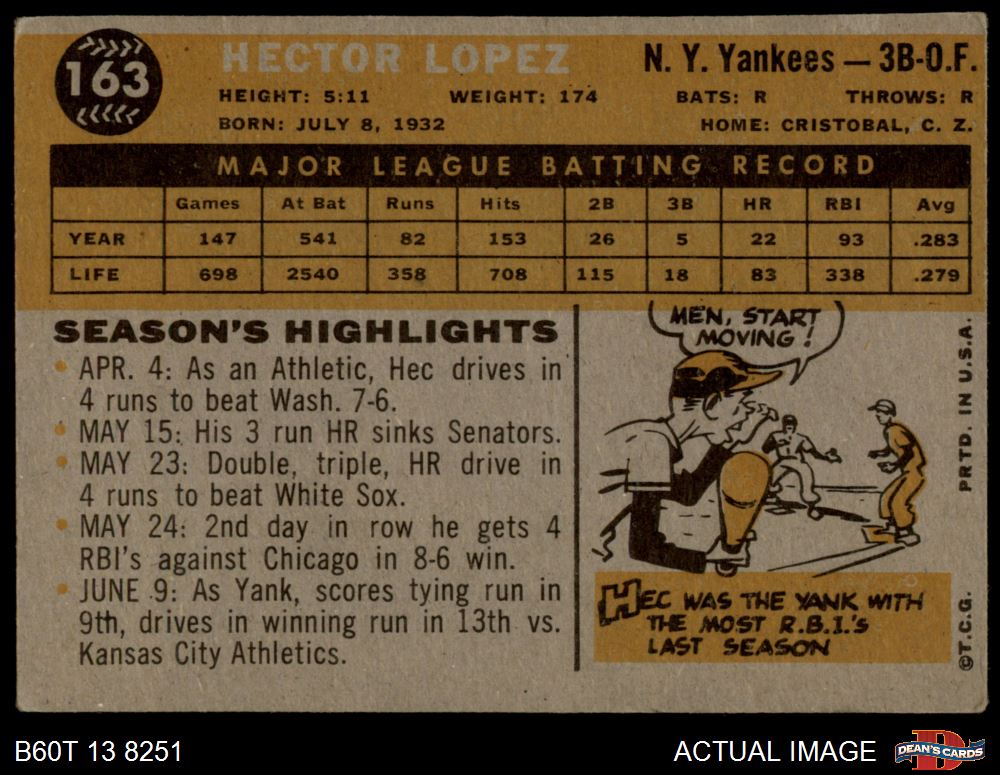 163
HECTOR LOPEZ
N. Y. Yankees — 3B-O.F.
HEIGHT: 5:11 WEIGHT: 174 BATS: R THROWS: R
BORN: JULY 8, 1932 HOME: CRISTOBAL, C. Z.
MAJOR LEAGUE BATTING RECORD
Games At Bat Runs Hits 2B 3B HR RBI Avg
YEAR 147 541 82 153 26 5 22 93 .283
LIFE 698 2540 358 708 115 18 83 338 .279
SEASON'S HIGHLIGHTS
• APR. 4: As an Athletic, Hec drives in
4 runs to beat Wash. 7-6.
• MAY 15: His 3 run HR sinks Senators.
• MAY 23: Double, triple, HR drive in
4 runs to beat White Sox.
• MAY 24: 2nd day in row he gets 4
RBI's against Chicago in 8-6 win.
• JUNE 9: As Yank, scores tying run in
9th, drives in winning run in 13th vs.
Kansas City Athletics.
MEN, START
MOVING!
HEC WAS THE YANK WITH
THE MOST R.B.I.'s
LAST SEASON
PRTD. IN U.S.A.
©T.C.G.
B60T 13 8251
ACTUAL IMAGE
DEAN'S CARDS